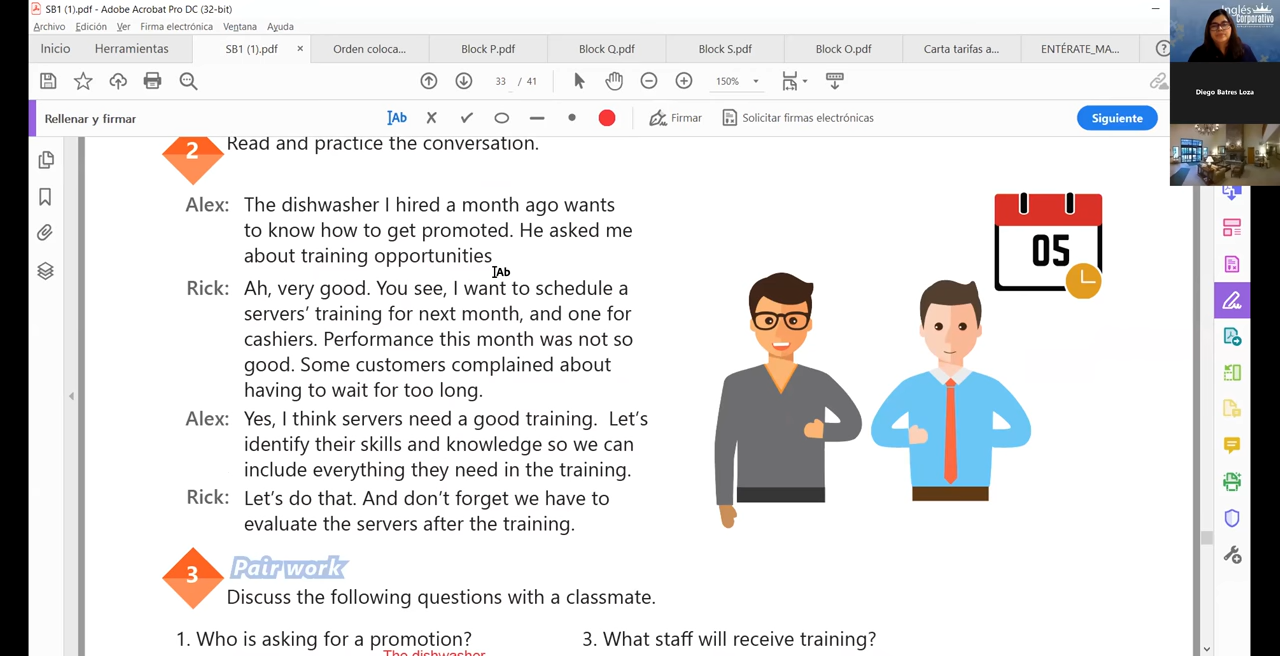 SB1 (1).pdf - Adobe Acrobat Pro DC (32-bit)
Archivo Edición Ver Firma electrónica Ventana Ayuda
Inicio Herramientas SB1 (1).pdf × Orden coloca... Block P.pdf Block Q.pdf Block S.pdf Block O.pdf Carta tarifas a... ENTÉRATE_MA...
33 / 41 150%
Rellenar y firmar Ab Firmar Solicitar firmas electrónicas Siguiente
Inglés
Corporativo
Diego Batres Loza
2 Read and practice the conversation.
Alex: The dishwasher I hired a month ago wants
to know how to get promoted. He asked me
about training opportunities
Ab
Rick: Ah, very good. You see, I want to schedule a
servers' training for next month, and one for
cashiers. Performance this month was not so
good. Some customers complained about
having to wait for too long.
Alex: Yes, I think servers need a good training. Let's
identify their skills and knowledge so we can
include everything they need in the training.
Rick: Let's do that. And don't forget we have to
evaluate the servers after the training.
05
3 Pair work
Discuss the following questions with a classmate.
1. Who is asking for a promotion? 3. What staff will receive training?
The dishwasher